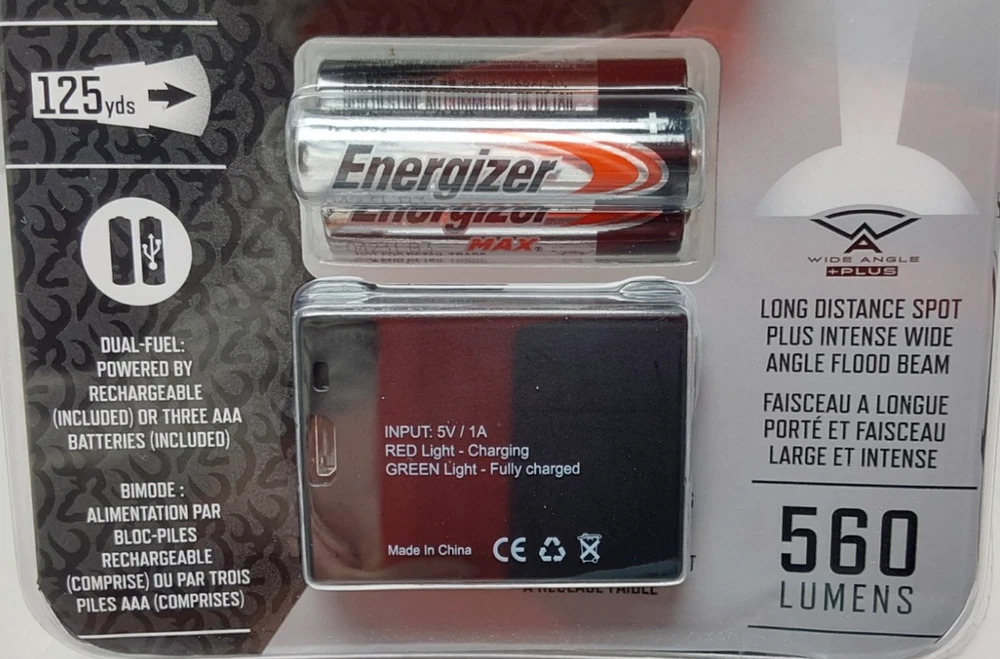 125yds
DUAL-FUEL:
POWERED BY
RECHARGEABLE
(INCLUDED) OR THREE AAA
BATTERIES (INCLUDED)
BIMODE :
ALIMENTATION PAR
BLOC-PILES
RECHARGEABLE
(COMPRISE) OU PAR TROIS
PILES AAA (COMPRISES)
+
Energizer
Energizer
MAX®
INPUT: 5V / 1A
RED Light - Charging
GREEN Light - Fully charged
Made In China
CE
WIDE ANGLE
+PLUS
LONG DISTANCE SPOT
PLUS INTENSE WIDE
ANGLE FLOOD BEAM
FAISCEAU A LONGUE
PORTÉ ET FAISCEAU
LARGE ET INTENSE
560
LUMENS